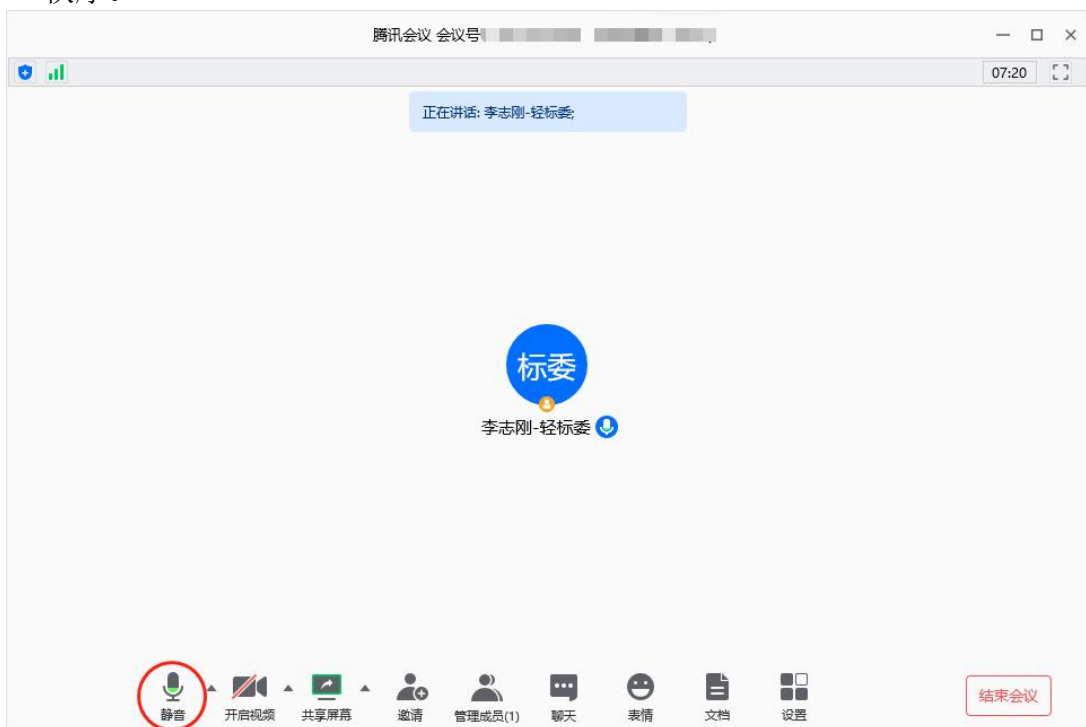 秩序。
腾讯会议 会议号
07:20
正在讲话: 李志刚-轻标委;
标委
李志刚-轻标委
静音 开启视频 共享屏幕 邀请 管理成员(1) 聊天 表情 文档 设置 结束会议